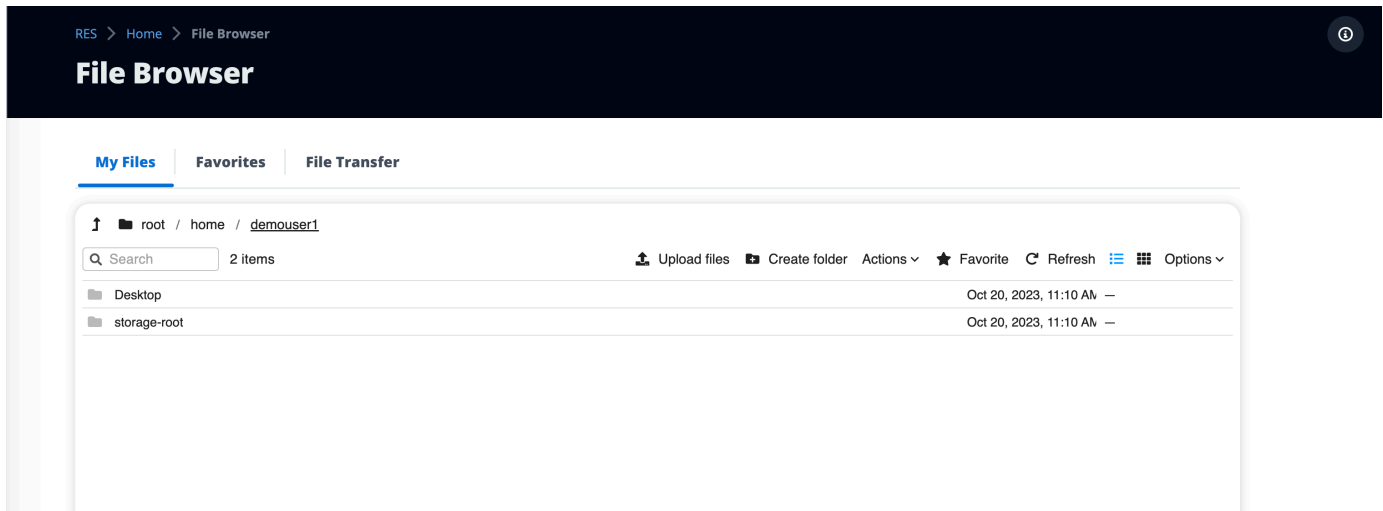 RES > Home > File Browser
File Browser
My Files Favorites File Transfer
root / home / demouser1
Search 2 items Upload files Create folder Actions Favorite Refresh Options
Desktop Oct 20, 2023, 11:10 AM —
storage-root Oct 20, 2023, 11:10 AM —